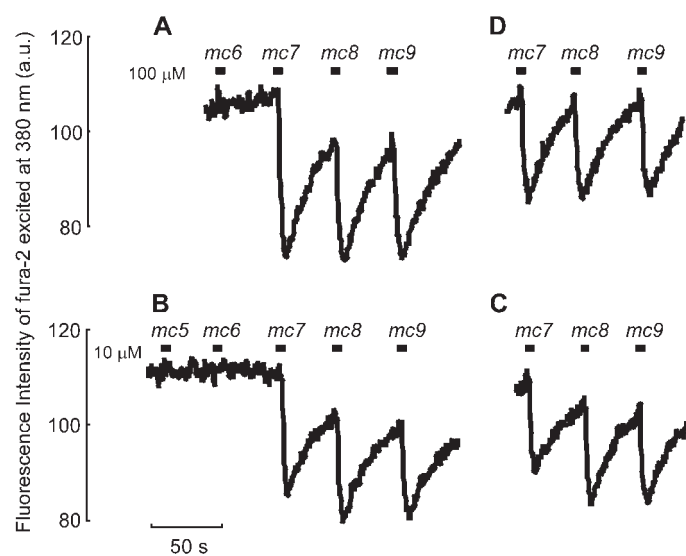 Fluorescence Intensity of fura-2 excited at 380 nm (a.u.)
A
D
120
mc6 mc7 mc8 mc9
mc7 mc8 mc9
100 µM
100
80
B
C
120
mc5 mc6 mc7 mc8 mc9
mc7 mc8 mc9
10 µM
100
80
50 s